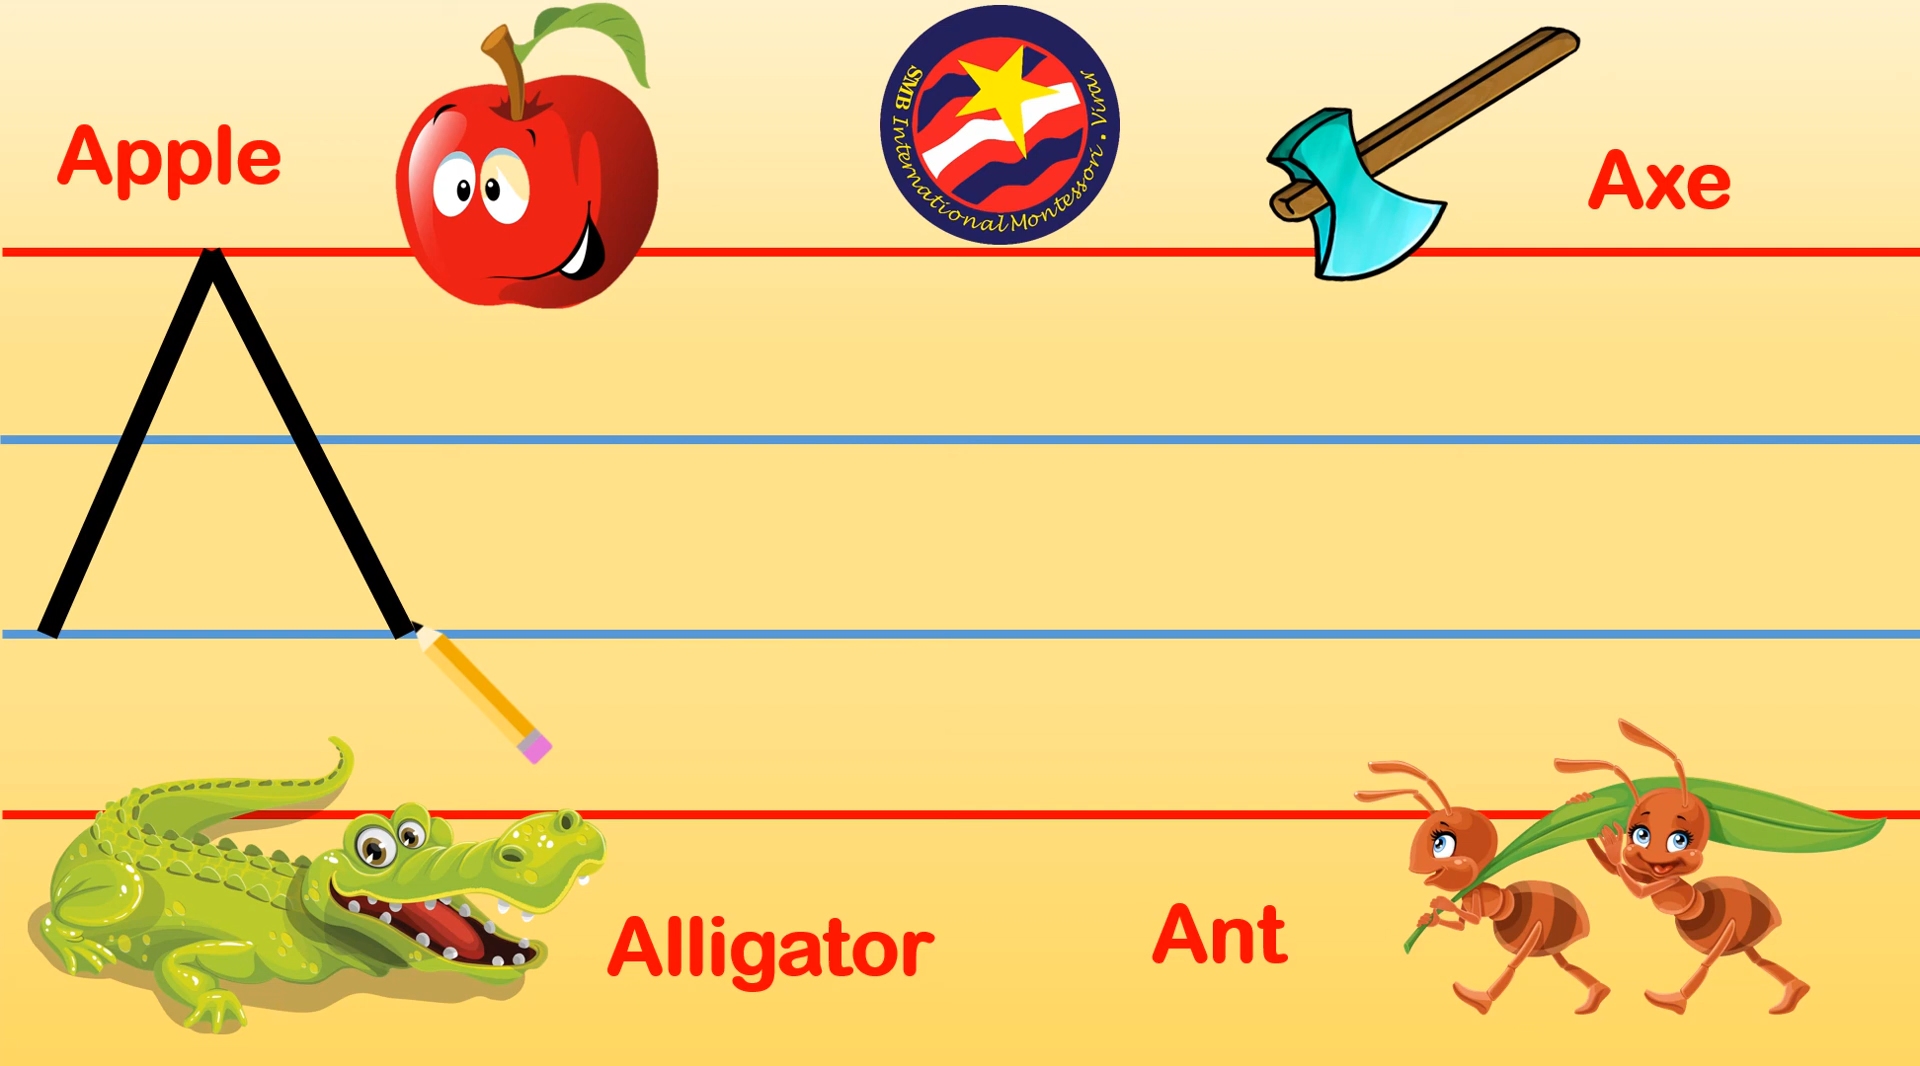 Apple
SMB International Montessori . Virar
Axe
A
Alligator
Ant